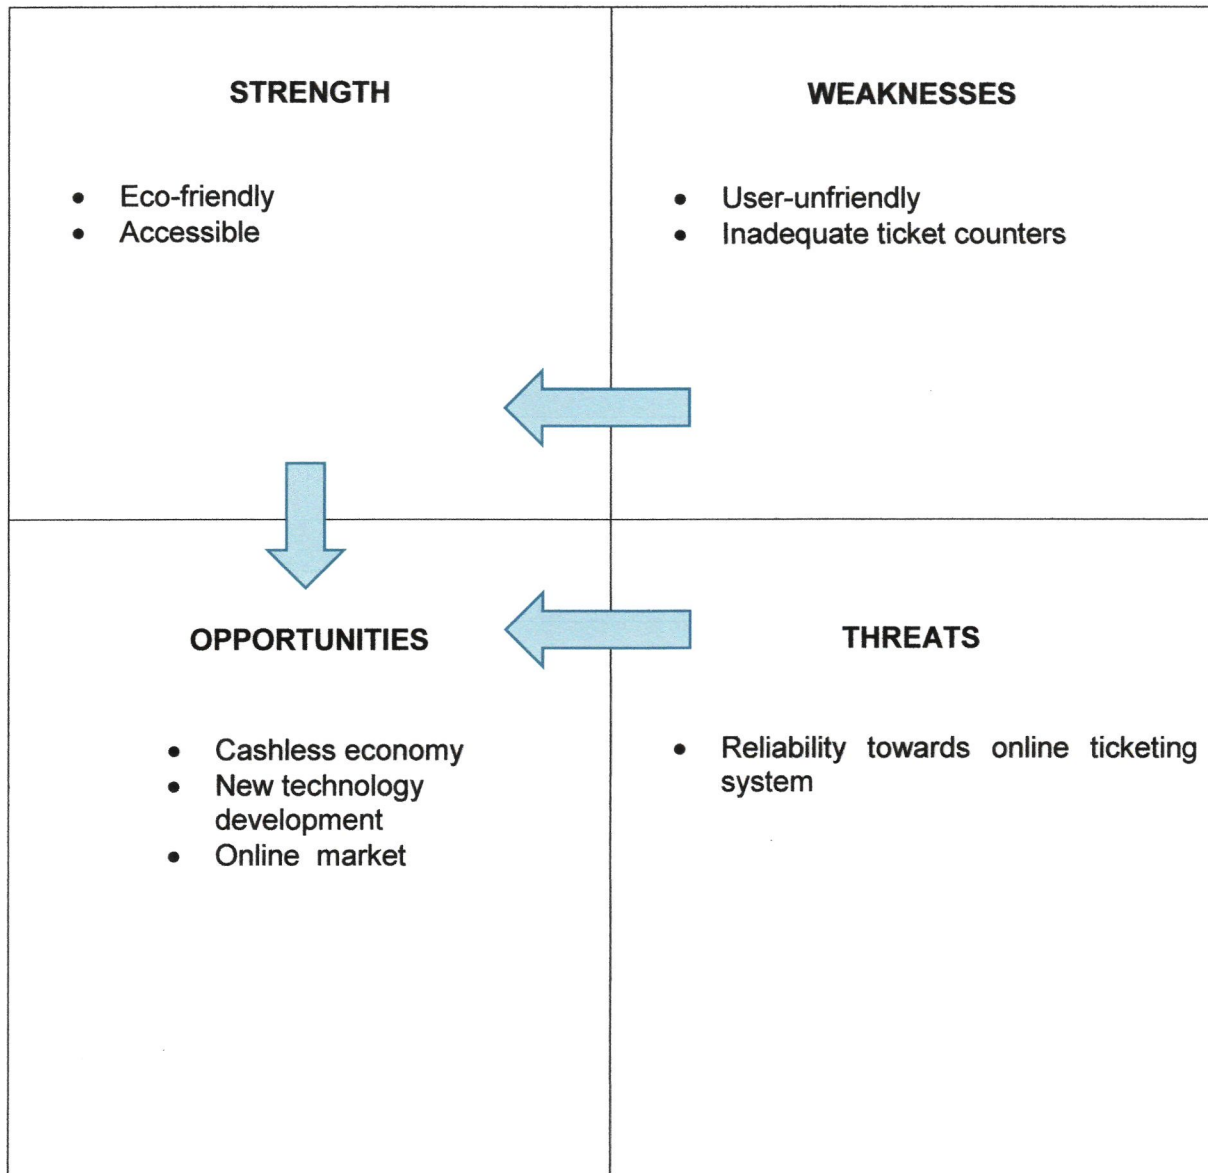 STRENGTH
• Eco-friendly
• Accessible
WEAKNESSES
• User-unfriendly
• Inadequate ticket counters
OPPORTUNITIES
• Cashless economy
• New technology
development
• Online market
THREATS
• Reliability towards online ticketing
system